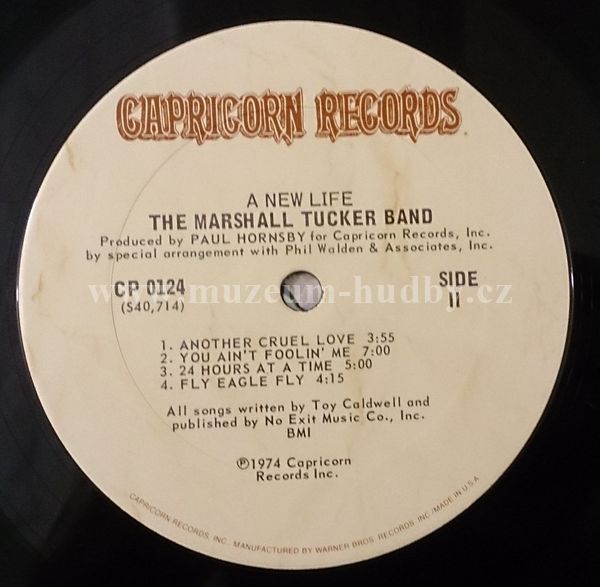 CAPRICORN RECORDS
A NEW LIFE
THE MARSHALL TUCKER BAND
Produced by PAUL HORNSBY for Capricorn Records, Inc.
by special arrangement with Phil Walden & Associates, Inc.
CP 0124
(S40,714)
SIDE
II
www.muzeum-hudby.cz
1. ANOTHER CRUEL LOVE 3:55
2. YOU AIN'T FOOLIN' ME 7:00
3. 24 HOURS AT A TIME 5:00
4. FLY EAGLE FLY 4:15
All songs written by Toy Caldwell and
published by No Exit Music Co., Inc.
BMI
℗1974 Capricorn
Records Inc.
CAPRICORN RECORDS, INC. MANUFACTURED BY WARNER BROS. RECORDS, INC./MADE IN U.S.A.